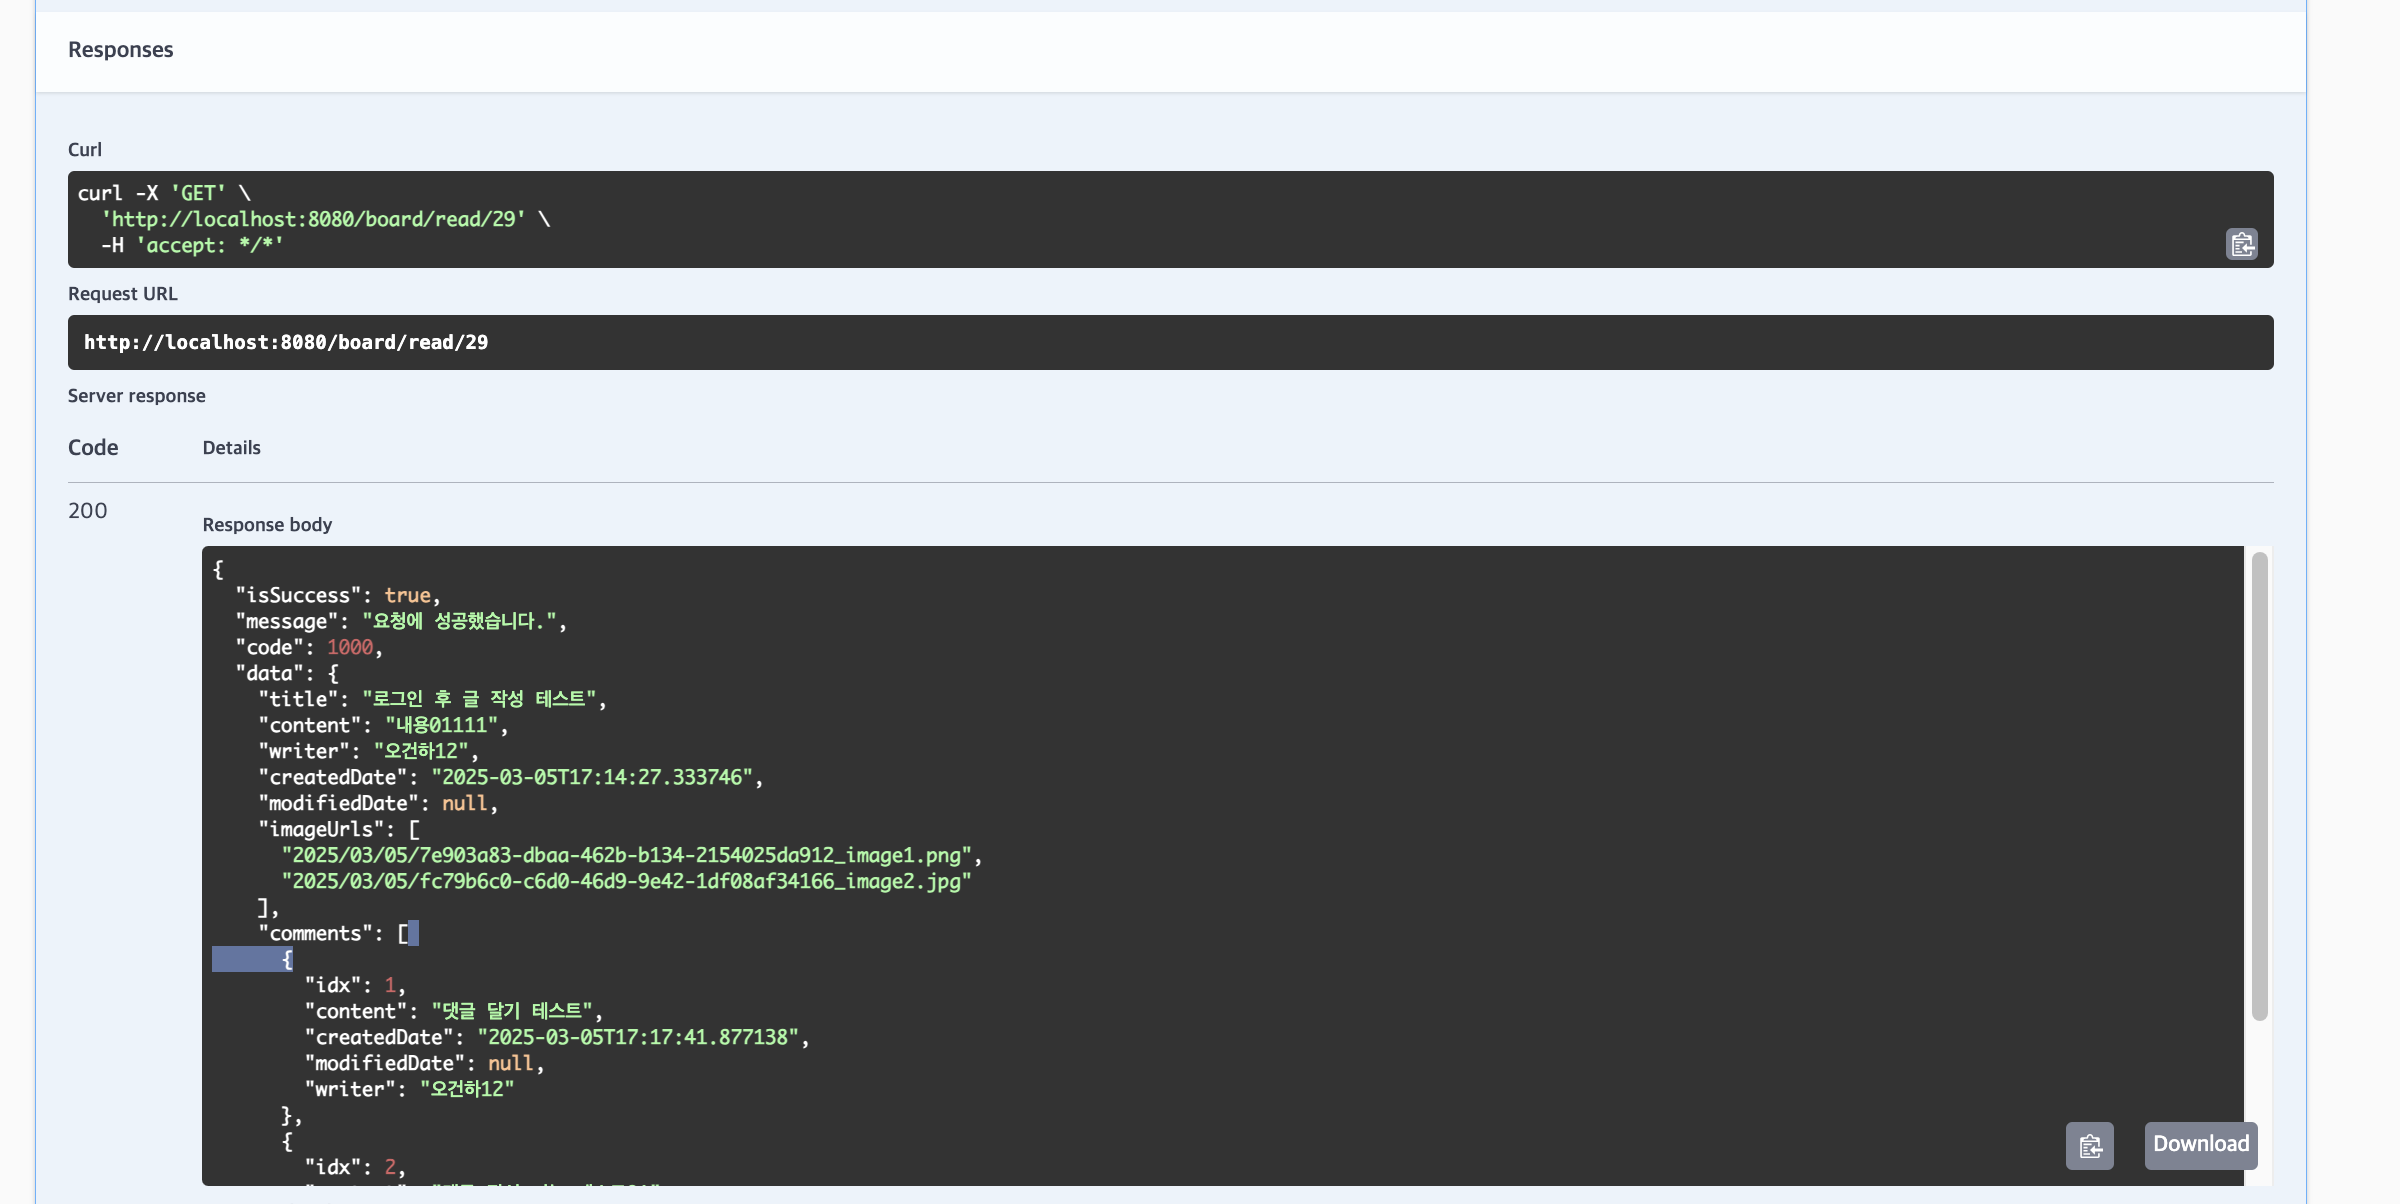 Responses
Curl
curl -X 'GET' \
  'http://localhost:8080/board/read/29' \
  -H 'accept: */*'
Request URL
http://localhost:8080/board/read/29
Server response
Code Details
200
Response body
{
  "isSuccess": true,
  "message": "요청에 성공했습니다.",
  "code": 1000,
  "data": {
    "title": "로그인 후 글 작성 테스트",
    "content": "내용01111",
    "writer": "오건하12",
    "createdDate": "2025-03-05T17:14:27.333746",
    "modifiedDate": null,
    "imageUrls": [
      "2025/03/05/7e903a83-dbaa-462b-b134-2154025da912_image1.png",
      "2025/03/05/fc79b6c0-c6d0-46d9-9e42-1df08af34166_image2.jpg"
    ],
    "comments": [
      {
        "idx": 1,
        "content": "댓글 달기 테스트",
        "createdDate": "2025-03-05T17:17:41.877138",
        "modifiedDate": null,
        "writer": "오건하12"
      },
      {
        "idx": 2,
Download